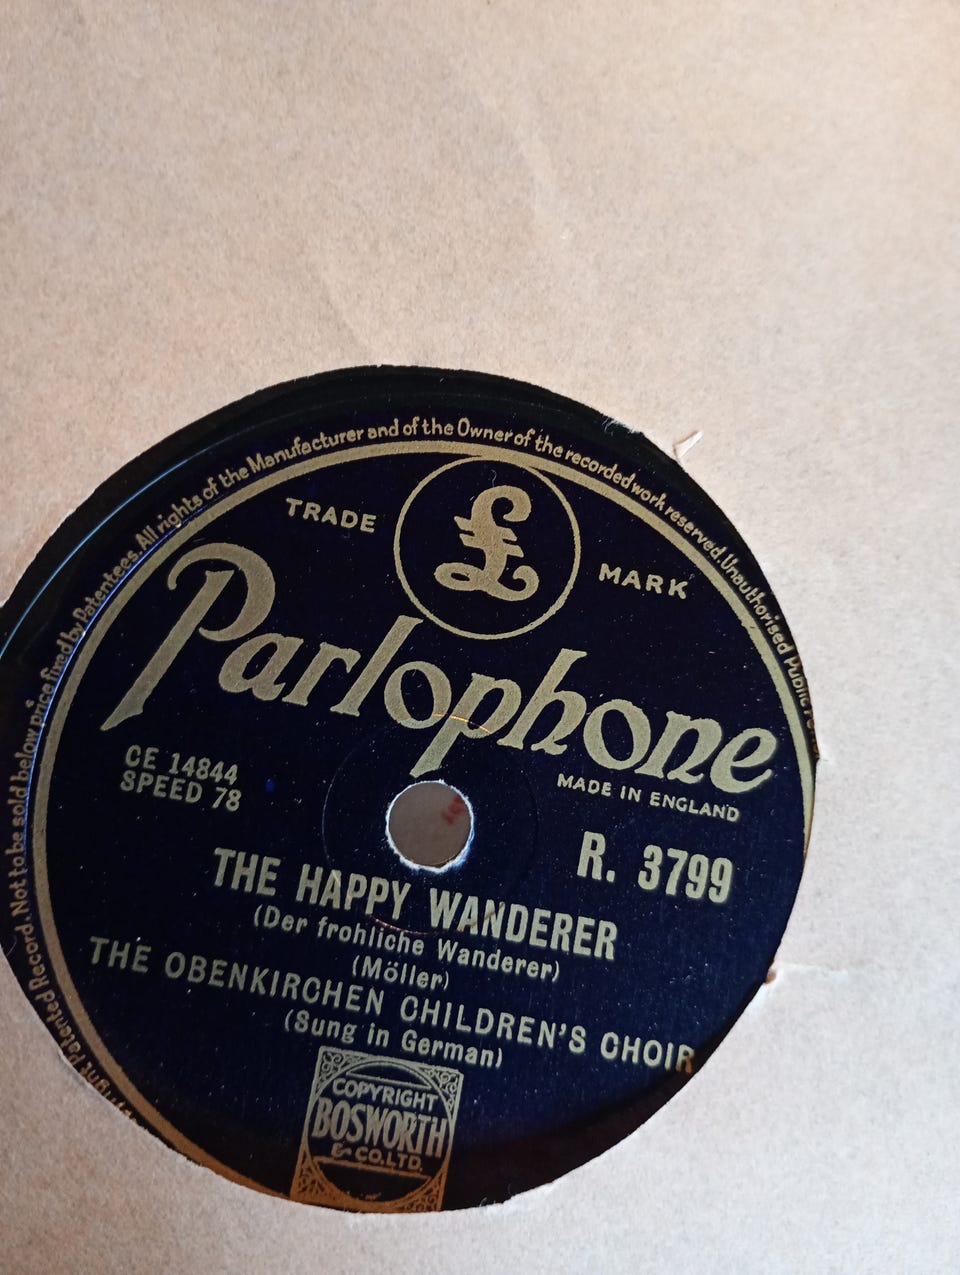 Copyright Patented Record. Not to be sold below price fixed by Patentees. All rights of the Manufacturer and of the Owner of the recorded work reserved. Unauthorised Public
TRADE £ MARK
Parlophone
MADE IN ENGLAND
CE 14844
SPEED 78
R. 3799
THE HAPPY WANDERER
(Der frohliche Wanderer)
(Möller)
THE OBENKIRCHEN CHILDREN'S CHOIR
(Sung in German)
COPYRIGHT
BOSWORTH
& CO. LTD.